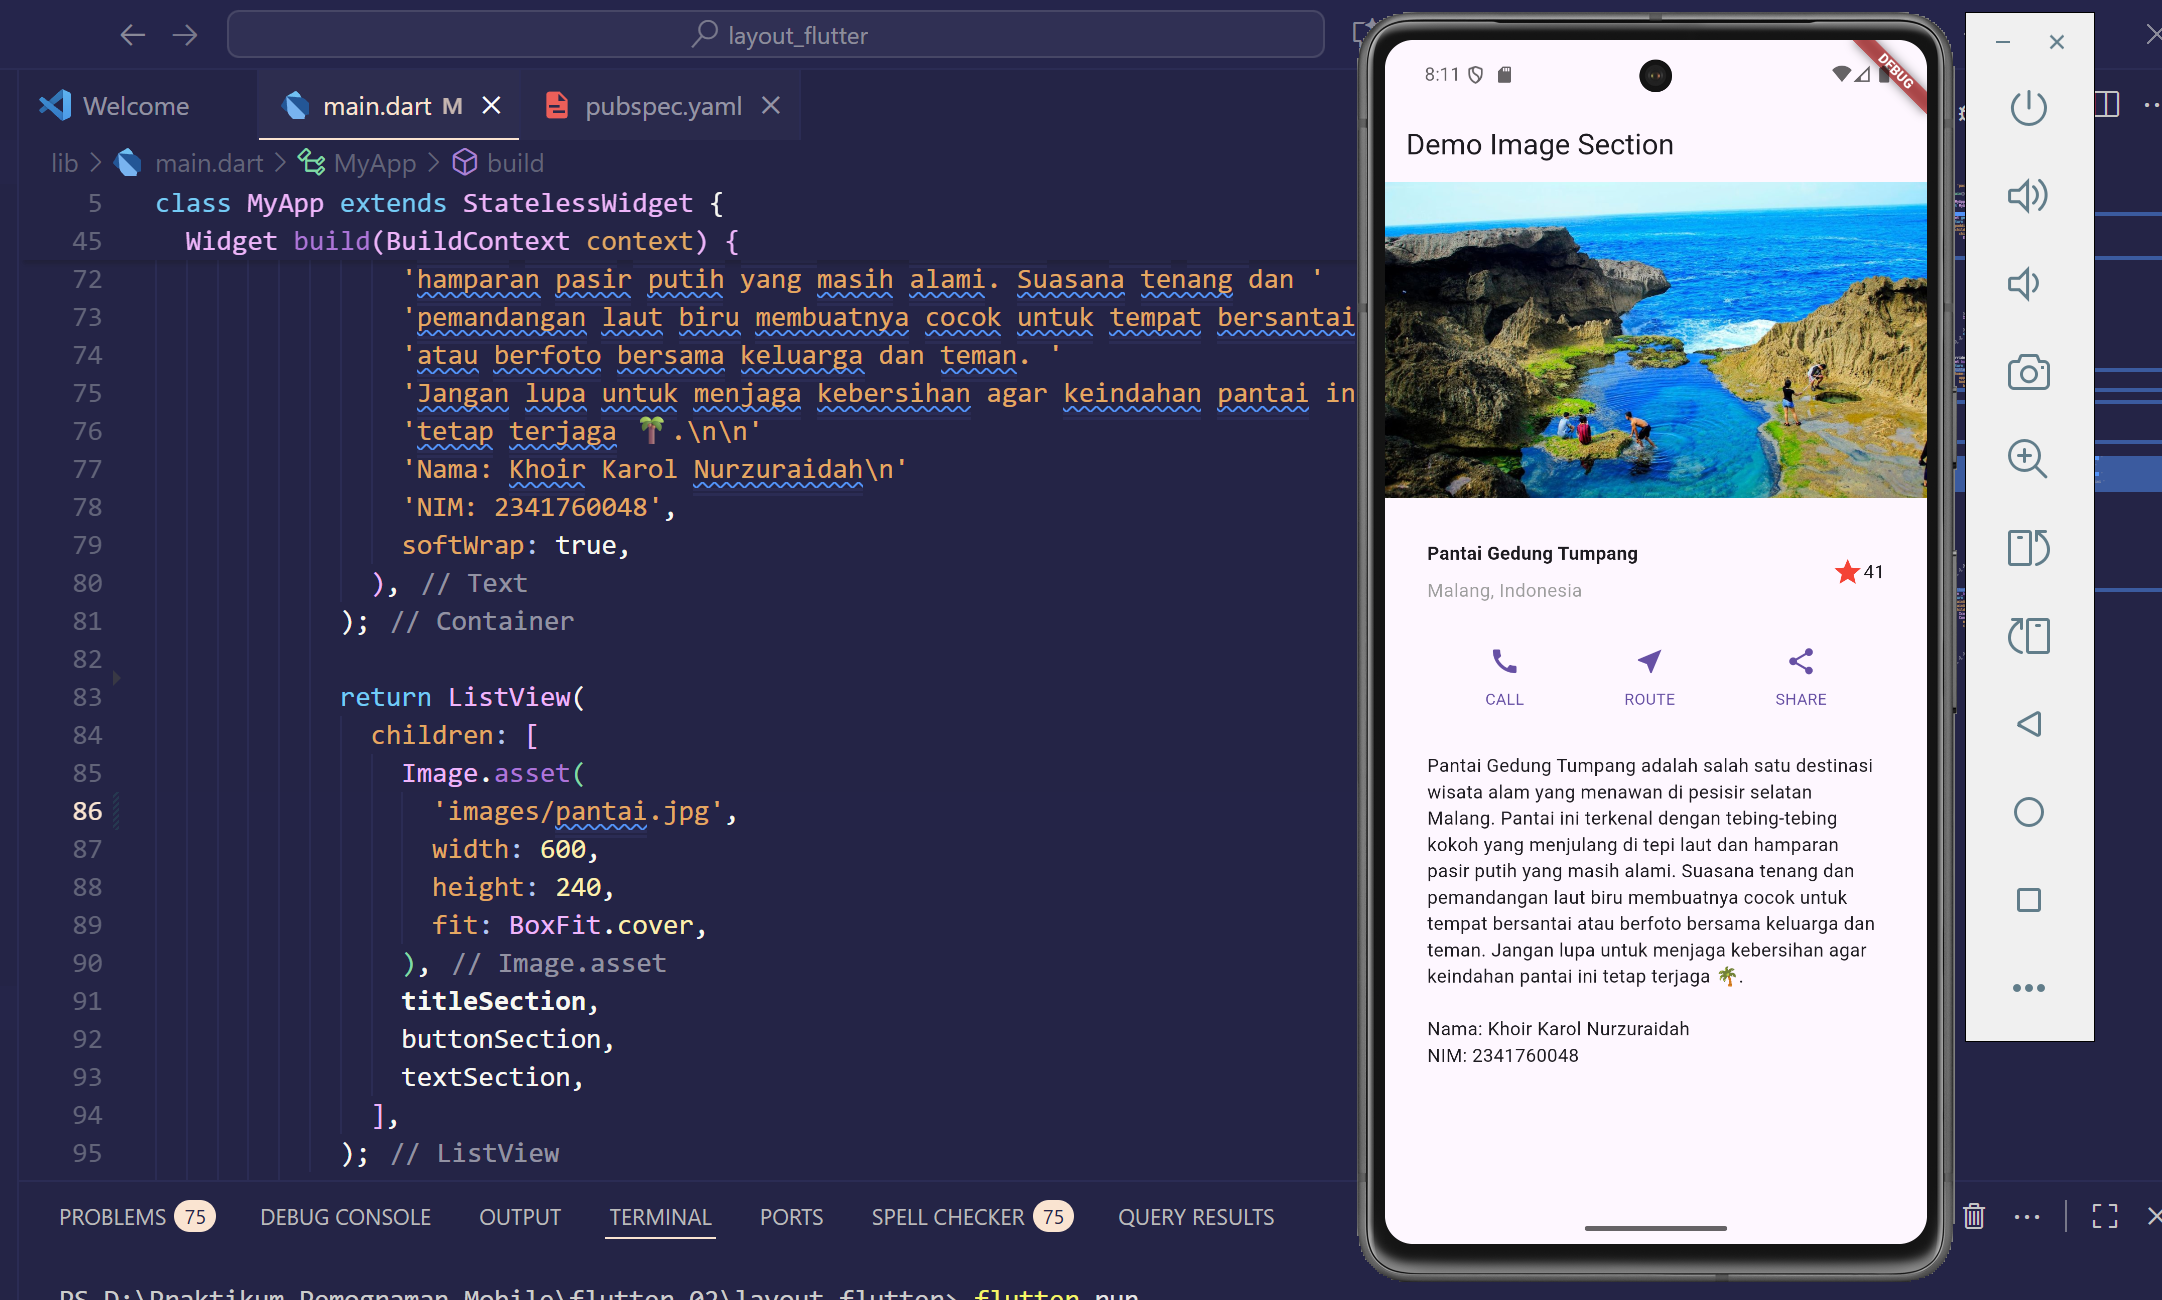 layout_flutter
Welcome
main.dart M
pubspec.yaml
lib > main.dart > MyApp > build
5 class MyApp extends StatelessWidget {
45 Widget build(BuildContext context) {
72 'hamparan pasir putih yang masih alami. Suasana tenang dan '
73 'pemandangan laut biru membuatnya cocok untuk tempat bersantai
74 'atau berfoto bersama keluarga dan teman. '
75 'Jangan lupa untuk menjaga kebersihan agar keindahan pantai in
76 'tetap terjaga 🌴.\n\n'
77 'Nama: Khoir Karol Nurzuraidah\n'
78 'NIM: 2341760048',
79 softWrap: true,
80 ), // Text
81 ); // Container
82
83 return ListView(
84 children: [
85 Image.asset(
86 'images/pantai.jpg',
87 width: 600,
88 height: 240,
89 fit: BoxFit.cover,
90 ), // Image.asset
91 titleSection,
92 buttonSection,
93 textSection,
94 ],
95 ); // ListView
PROBLEMS 75 DEBUG CONSOLE OUTPUT TERMINAL PORTS SPELL CHECKER 75 QUERY RESULTS
PS D:\Praktikum Pemograman Mobile\flutter_02\layout_flutter> flutter run
8:11
DEBUG
Demo Image Section
Pantai Gedung Tumpang
Malang, Indonesia
41
CALL ROUTE SHARE
Pantai Gedung Tumpang adalah salah satu destinasi
wisata alam yang menawan di pesisir selatan
Malang. Pantai ini terkenal dengan tebing-tebing
kokoh yang menjulang di tepi laut dan hamparan
pasir putih yang masih alami. Suasana tenang dan
pemandangan laut biru membuatnya cocok untuk
tempat bersantai atau berfoto bersama keluarga dan
teman. Jangan lupa untuk menjaga kebersihan agar
keindahan pantai ini tetap terjaga 🌴.
Nama: Khoir Karol Nurzuraidah
NIM: 2341760048